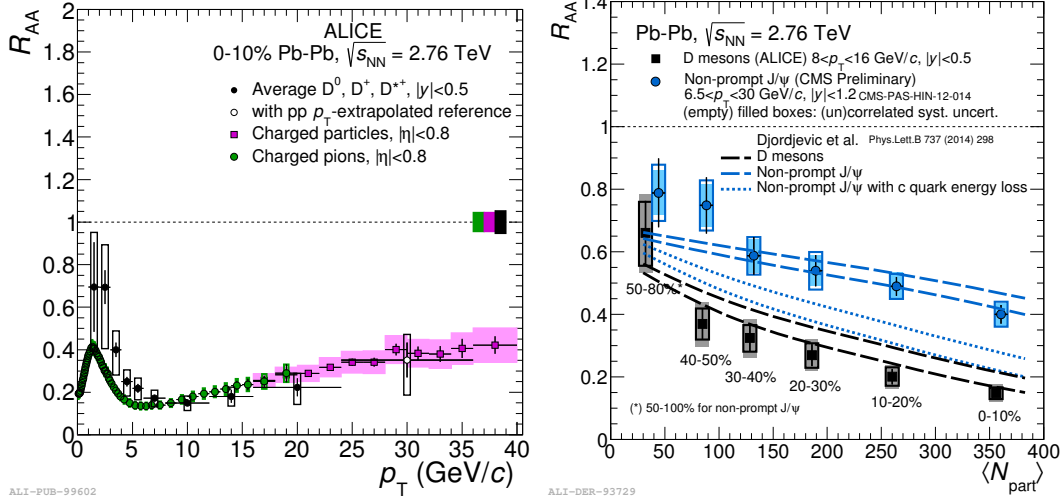 R_AA
2
1.8
1.6
1.4
1.2
1
0.8
0.6
0.4
0.2
0
ALICE
0-10% Pb-Pb, √s_NN = 2.76 TeV
Average D⁰, D⁺, D*⁺, |y|<0.5
with pp p_T-extrapolated reference
Charged particles, |η|<0.8
Charged pions, |η|<0.8
0 5 10 15 20 25 30 35 40
p_T (GeV/c)
ALI-PUB-99602
R_AA
1.4
1.2
1
0.8
0.6
0.4
0.2
0
Pb-Pb, √s_NN = 2.76 TeV
D mesons (ALICE) 8<p_T<16 GeV/c, |y|<0.5
Non-prompt J/ψ (CMS Preliminary)
6.5<p_T<30 GeV/c, |y|<1.2 CMS-PAS-HIN-12-014
(empty) filled boxes: (un)correlated syst. uncert.
Djordjevic et al. Phys.Lett.B 737 (2014) 298
D mesons
Non-prompt J/ψ
Non-prompt J/ψ with c quark energy loss
50-80%*
40-50%
30-40%
20-30%
10-20%
0-10%
(*) 50-100% for non-prompt J/ψ
0 50 100 150 200 250 300 350 400
⟨N_part⟩
ALI-DER-93729